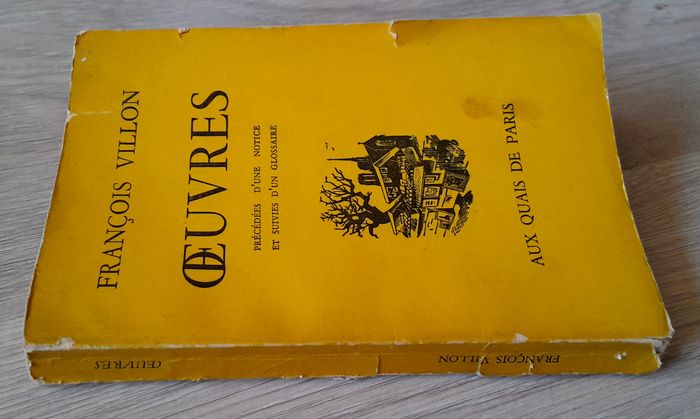 FRANÇOIS VILLON
ŒUVRES
PRÉCÉDÉES D'UNE NOTICE
ET SUIVIES D'UN GLOSSAIRE
AUX QUAIS DE PARIS
FRANÇOIS VILLON
ŒUVRES